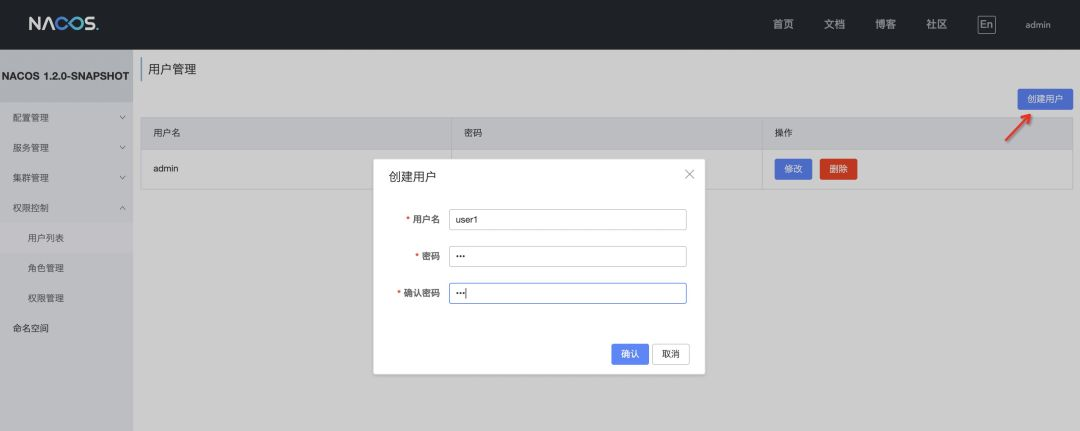 NACOS.
首页 文档 博客 社区 En admin
NACOS 1.2.0-SNAPSHOT
配置管理
服务管理
集群管理
权限控制
用户列表
角色管理
权限管理
命名空间
用户管理
创建用户
用户名 密码 操作
admin 修改 删除
创建用户
* 用户名 user1
* 密码 •••
* 确认密码 •••
确认 取消